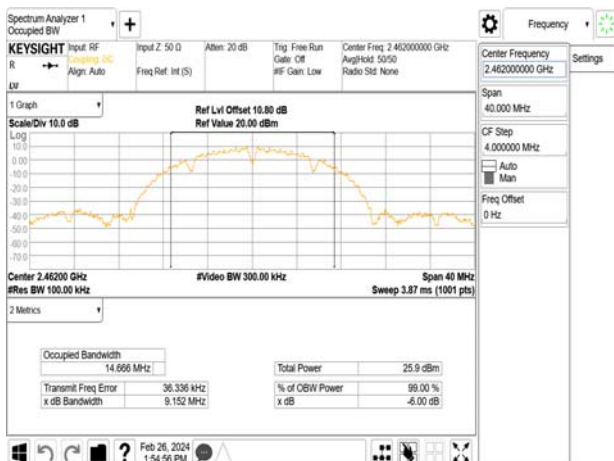 Spectrum Analyzer 1
Occupied BW
Frequency
KEYSIGHT
Input: RF
Coupling: DC
Align: Auto
Input Z: 50 Ω
Freq Ref: Int (S)
Atten: 20 dB
Trig: Free Run
Gate: Off
#IF Gain: Low
Center Freq: 2.462000000 GHz
Avg|Hold: 50/50
Radio Std: None
R
LW
Center Frequency
2.462000000 GHz
Settings
Span
40.000 MHz
CF Step
4.000000 MHz
Auto
Man
Freq Offset
0 Hz
1 Graph
Scale/Div 10.0 dB
Ref Lvl Offset 10.80 dB
Ref Value 20.00 dBm
Log
10.0
0.00
-10.0
-20.0
-30.0
-40.0
-50.0
-60.0
-70.0
Center 2.46200 GHz
#Res BW 100.00 kHz
#Video BW 300.00 kHz
Span 40 MHz
Sweep 3.87 ms (1001 pts)
2 Metrics
Occupied Bandwidth
14.666 MHz
Total Power 25.9 dBm
Transmit Freq Error 36.336 kHz
% of OBW Power 99.00 %
x dB Bandwidth 9.152 MHz
x dB -6.00 dB
?
Feb 26, 2024
1:54:56 PM